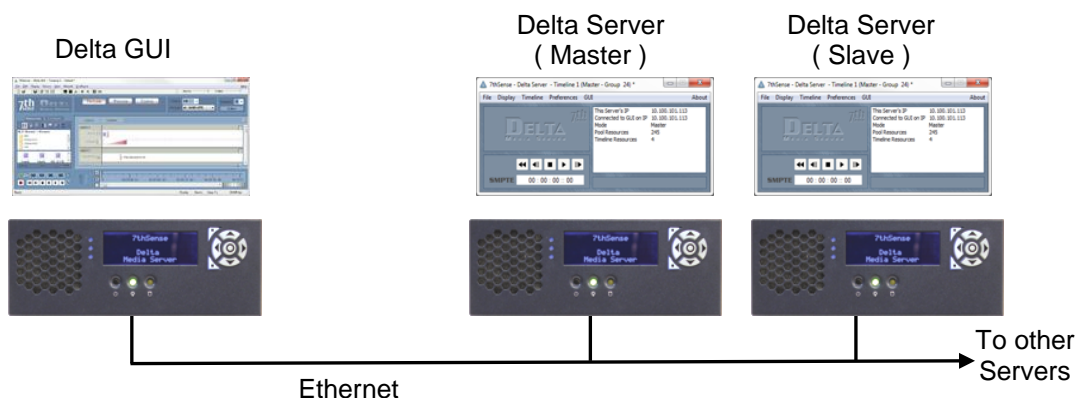 Delta GUI
Delta Server
( Master )
Delta Server
( Slave )
7thSense - Delta Server - Timeline 1 (Master - Group 24) *
File Display Timeline Preferences GUI About
DELTA
7th
This Server's IP 10.100.101.113
Connected to GUI on IP 10.100.101.113
Mode Master
Pool Resources 245
Timeline Resources 4
SMPTE 00 : 00 : 00 : 00
7thSense - Delta Server - Timeline 1 (Master - Group 24) *
File Display Timeline Preferences GUI About
DELTA
7th
This Server's IP 10.100.101.113
Connected to GUI on IP 10.100.101.113
Mode Master
Pool Resources 245
Timeline Resources 4
SMPTE 00 : 00 : 00 : 00
7thSense
Delta
Media Server
7thSense
Delta
Media Server
7thSense
Delta
Media Server
To other
Servers
Ethernet